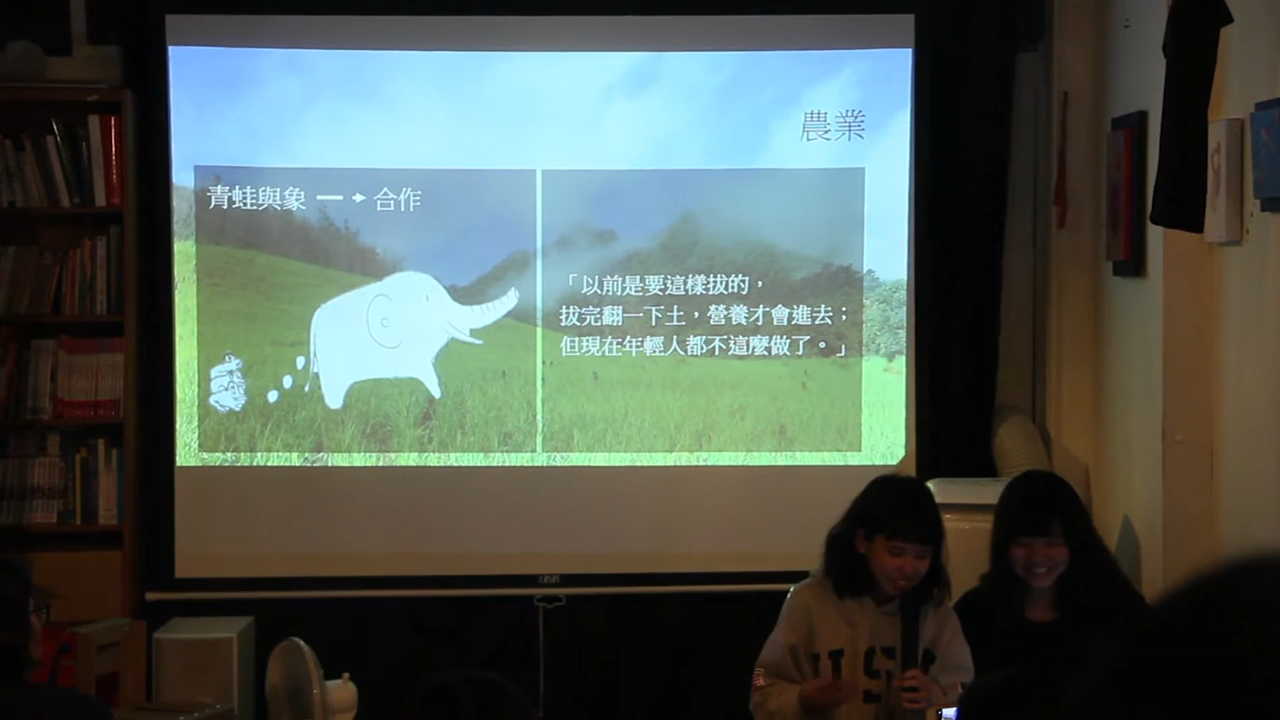 農業
青蛙與象 → 合作
「以前是要這樣拔的，
拔完翻一下土，營養才會進去；
但現在年輕人都不這麼做了。」